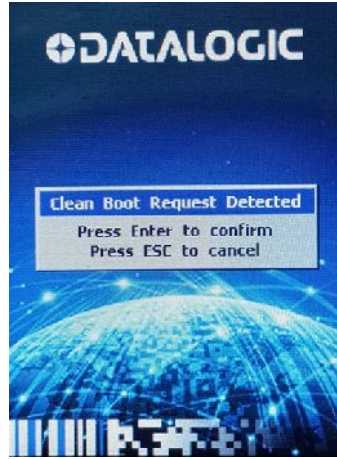 DATALOGIC
Clean Boot Request Detected
Press Enter to confirm
Press ESC to cancel